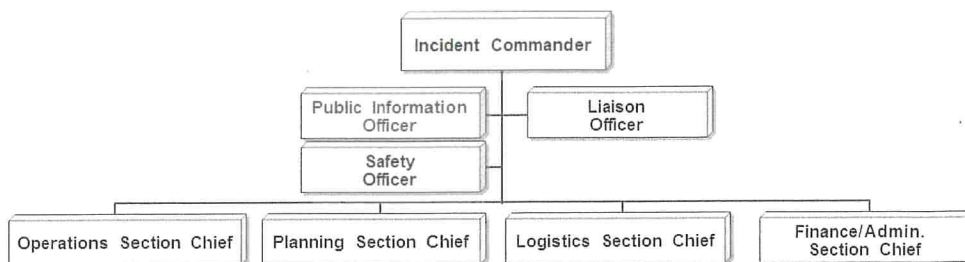 Incident Commander
Public Information
Officer
Liaison
Officer
Safety
Officer
Operations Section Chief
Planning Section Chief
Logistics Section Chief
Finance/Admin.
Section Chief